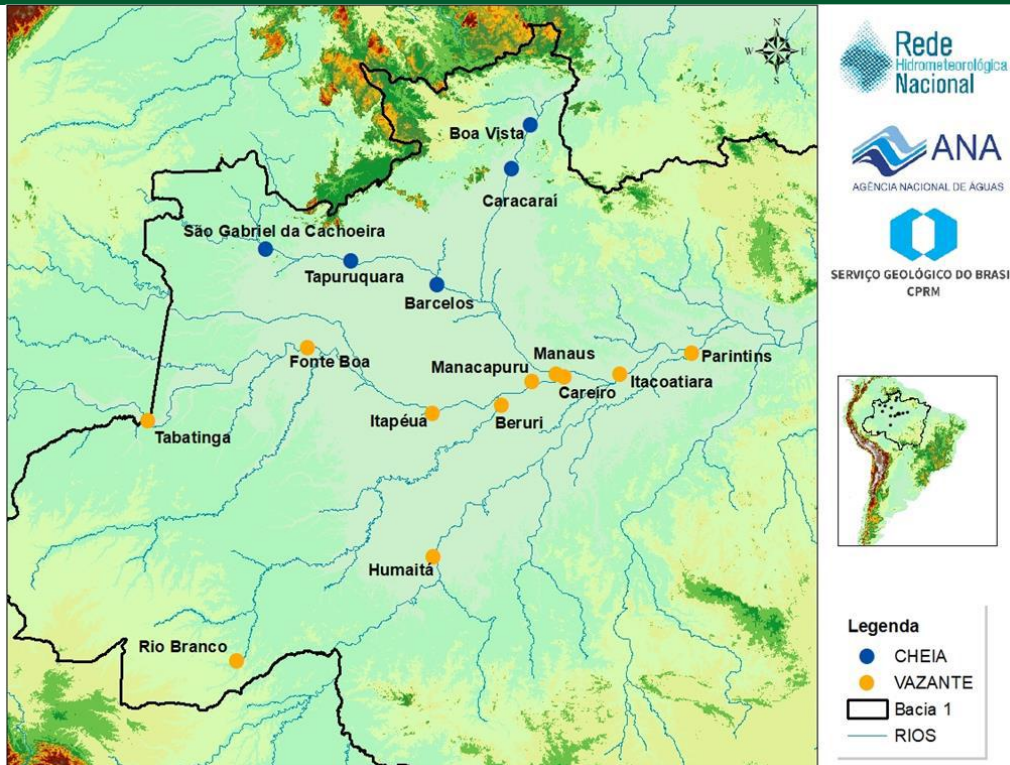 N
W
E
S
Boa Vista
Caracaraí
São Gabriel da Cachoeira
Tapuruquara
Barcelos
Fonte Boa
Manaus
Parintins
Manacapuru
Itacoatiara
Careiro
Itapéua
Beruri
Tabatinga
Humaitá
Rio Branco
Rede
Hidrometeorológica
Nacional
ANA
AGÊNCIA NACIONAL DE ÁGUAS
SERVIÇO GEOLÓGICO DO BRASI
CPRM
Legenda
CHEIA
VAZANTE
Bacia 1
RIOS